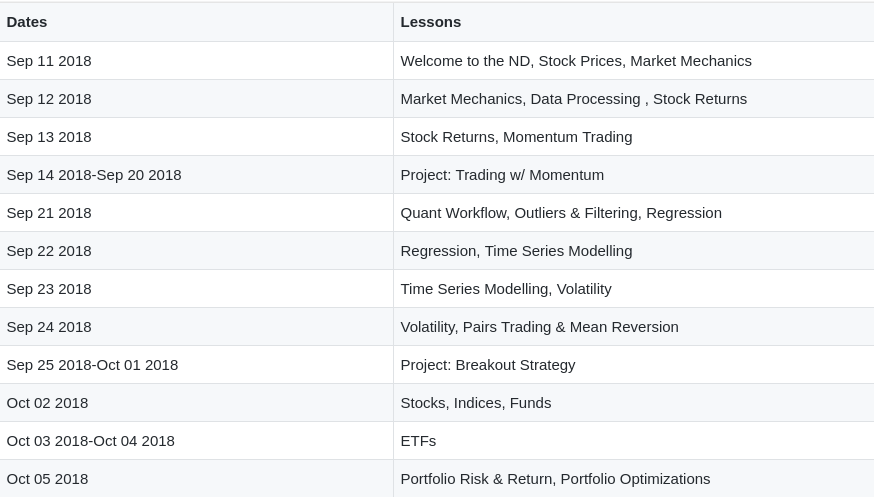 Dates Lessons
Sep 11 2018 Welcome to the ND, Stock Prices, Market Mechanics
Sep 12 2018 Market Mechanics, Data Processing , Stock Returns
Sep 13 2018 Stock Returns, Momentum Trading
Sep 14 2018-Sep 20 2018 Project: Trading w/ Momentum
Sep 21 2018 Quant Workflow, Outliers & Filtering, Regression
Sep 22 2018 Regression, Time Series Modelling
Sep 23 2018 Time Series Modelling, Volatility
Sep 24 2018 Volatility, Pairs Trading & Mean Reversion
Sep 25 2018-Oct 01 2018 Project: Breakout Strategy
Oct 02 2018 Stocks, Indices, Funds
Oct 03 2018-Oct 04 2018 ETFs
Oct 05 2018 Portfolio Risk & Return, Portfolio Optimizations